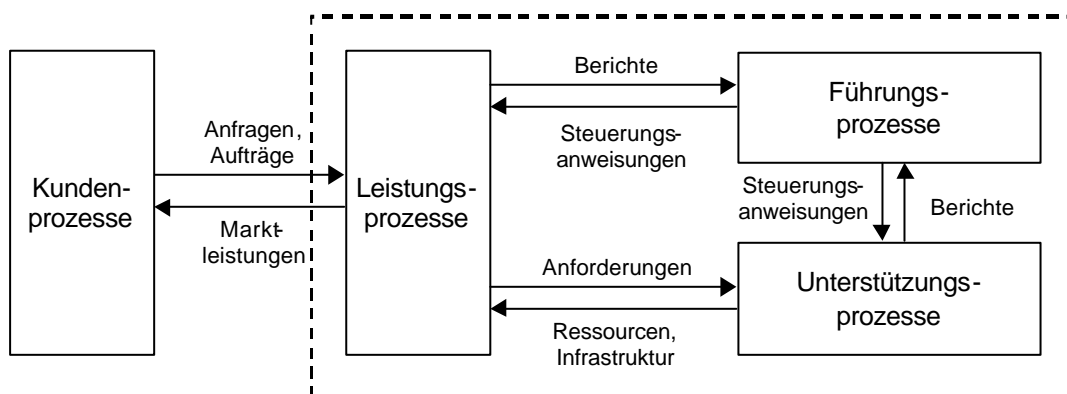 Kunden-
prozesse
Anfragen,
Aufträge
Markt-
leistungen
Leistungs-
prozesse
Berichte
Steuerungs-
anweisungen
Führungs-
prozesse
Steuerungs-
anweisungen
Berichte
Anforderungen
Ressourcen,
Infrastruktur
Unterstützungs-
prozesse